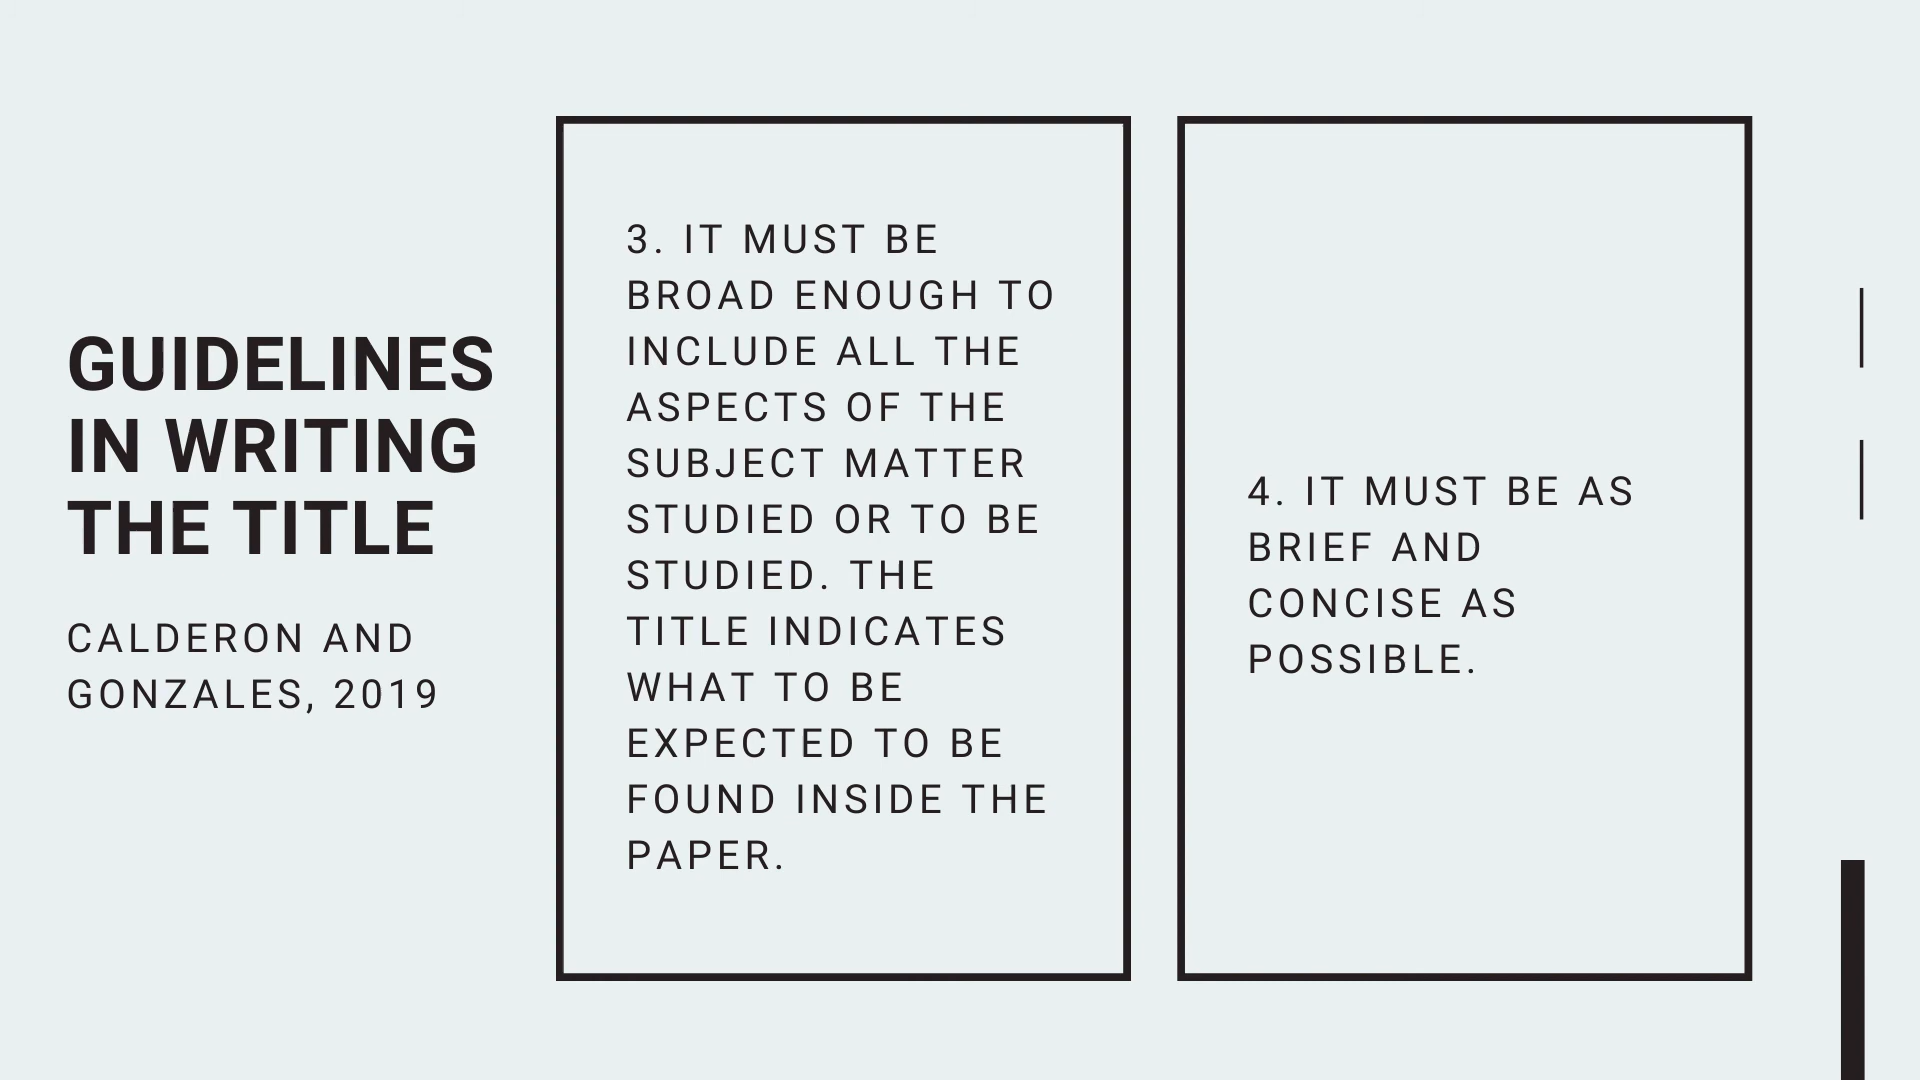 GUIDELINES
IN WRITING
THE TITLE
CALDERON AND
GONZALES, 2019
3. IT MUST BE
BROAD ENOUGH TO
INCLUDE ALL THE
ASPECTS OF THE
SUBJECT MATTER
STUDIED OR TO BE
STUDIED. THE
TITLE INDICATES
WHAT TO BE
EXPECTED TO BE
FOUND INSIDE THE
PAPER.
4. IT MUST BE AS
BRIEF AND
CONCISE AS
POSSIBLE.